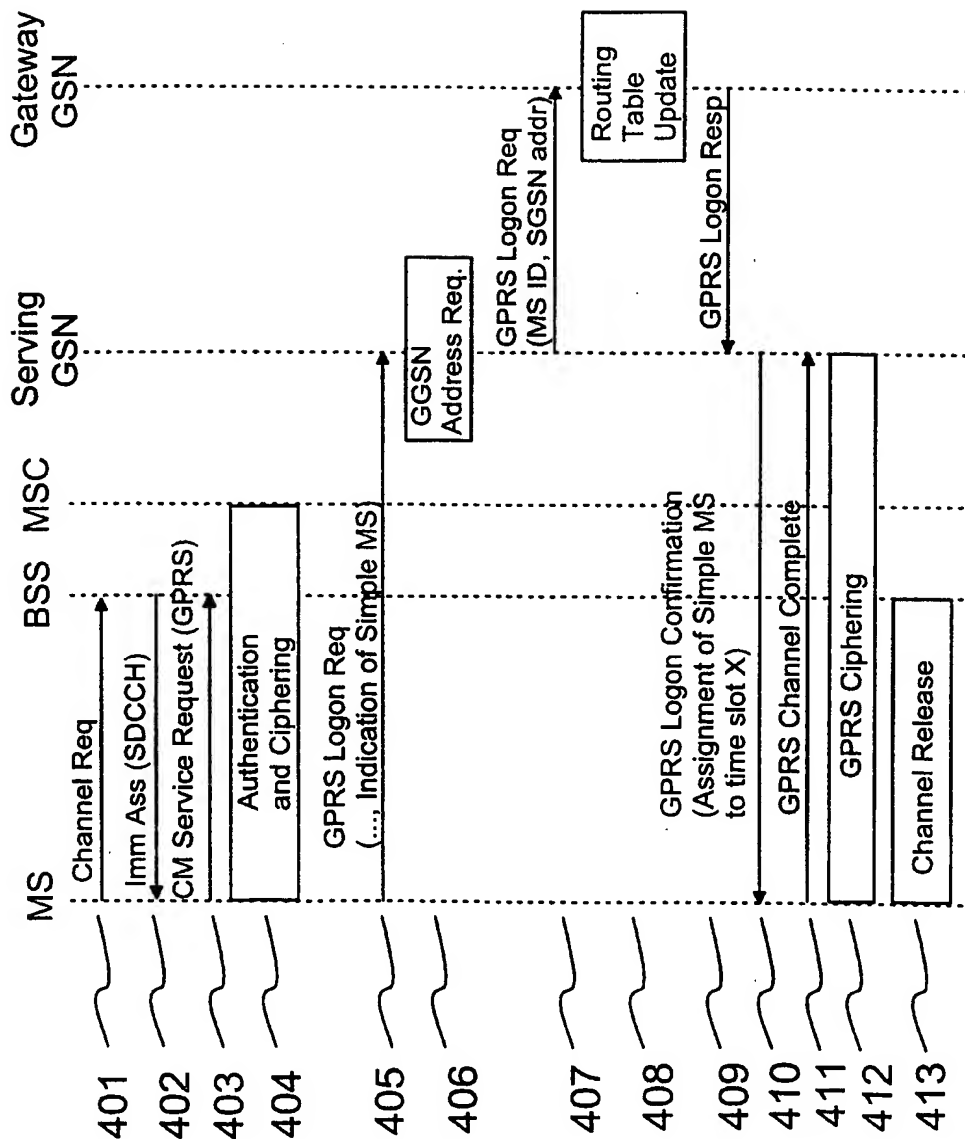 MS
BSS
MSC
Serving
GSN
Gateway
GSN
401
Channel Req
402
Imm Ass (SDCCH)
403
CM Service Request (GPRS)
404
Authentication
and Ciphering
405
GPRS Logon Req
(..., Indication of Simple MS)
406
GGSN
Address Req.
407
GPRS Logon Req
(MS ID, SGSN addr)
408
Routing
Table
Update
409
GPRS Logon Resp
410
GPRS Logon Confirmation
(Assignment of Simple MS
to time slot X)
411
GPRS Channel Complete
412
GPRS Ciphering
413
Channel Release